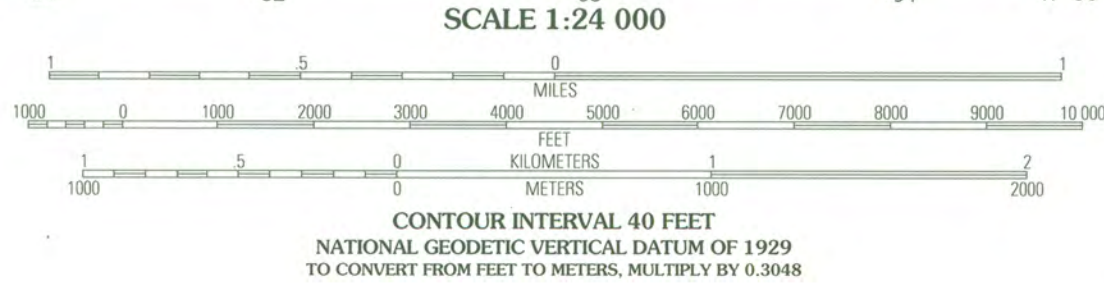 SCALE 1:24 000
1 .5 0 1
MILES
1000 0 1000 2000 3000 4000 5000 6000 7000 8000 9000 10 000
FEET
1 .5 0 KILOMETERS 1 2
1000 0 METERS 1000 2000
CONTOUR INTERVAL 40 FEET
NATIONAL GEODETIC VERTICAL DATUM OF 1929
TO CONVERT FROM FEET TO METERS, MULTIPLY BY 0.3048